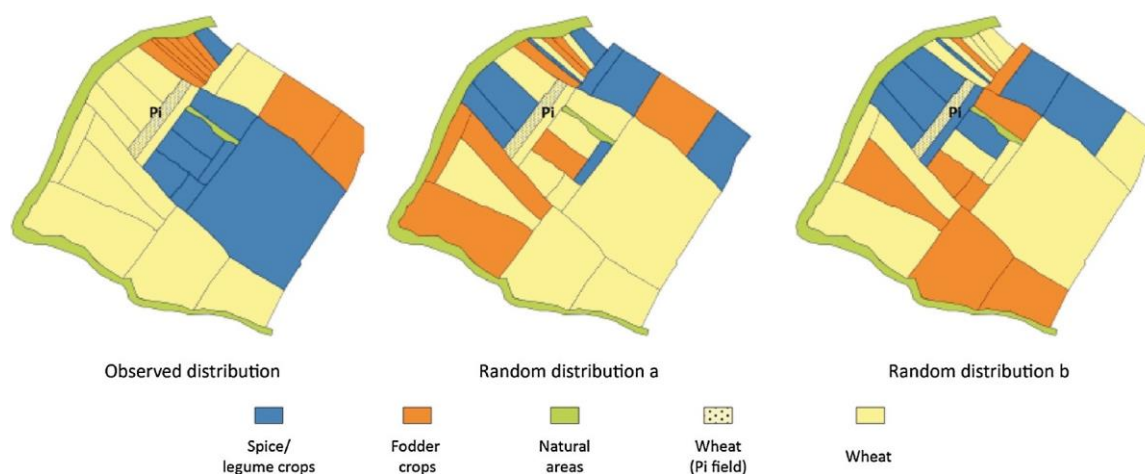 Pi
Pi
Pi
Observed distribution
Random distribution a
Random distribution b
Spice/
legume crops
Fodder
crops
Natural
areas
Wheat
(Pi field)
Wheat